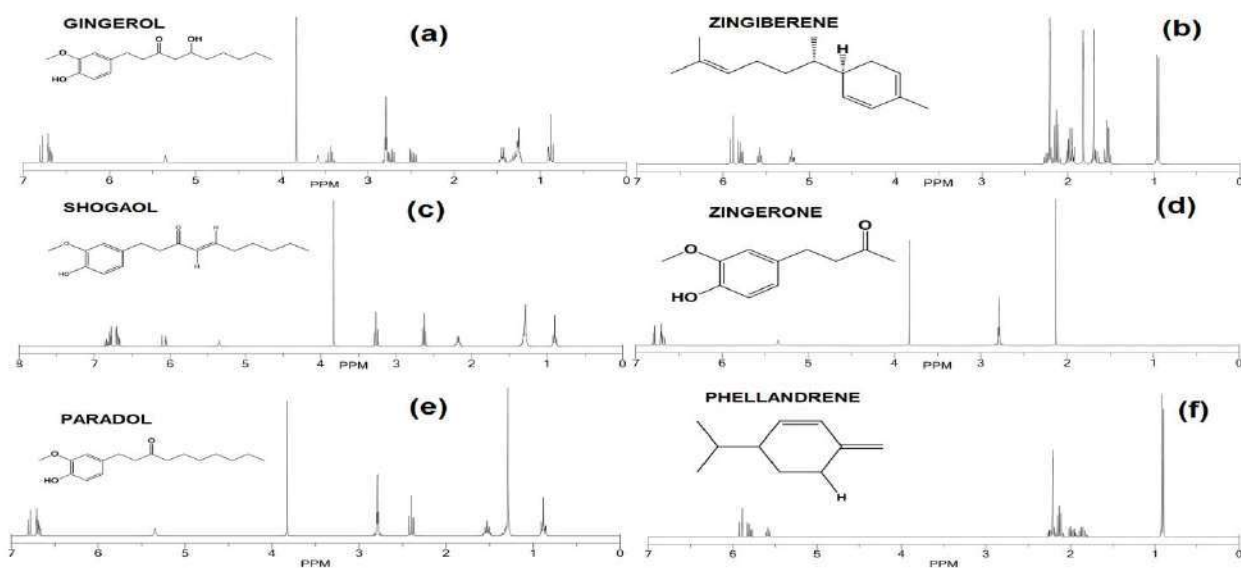 GINGEROL
(a)
O
OH
O
HO
7 6 5 4 3 2 1 0
PPM
ZINGIBERENE
(b)
H
7 6 5 4 3 2 1 0
PPM
SHOGAOL
(c)
O
H
O
HO
H
8 7 6 5 4 3 2 1 0
PPM
ZINGERONE
(d)
O
O
HO
7 6 5 4 3 2 1 0
PPM
PARADOL
(e)
O
O
HO
7 6 5 4 3 2 1 0
PPM
PHELLANDRENE
(f)
H
7 6 5 4 3 2 1 0
PPM